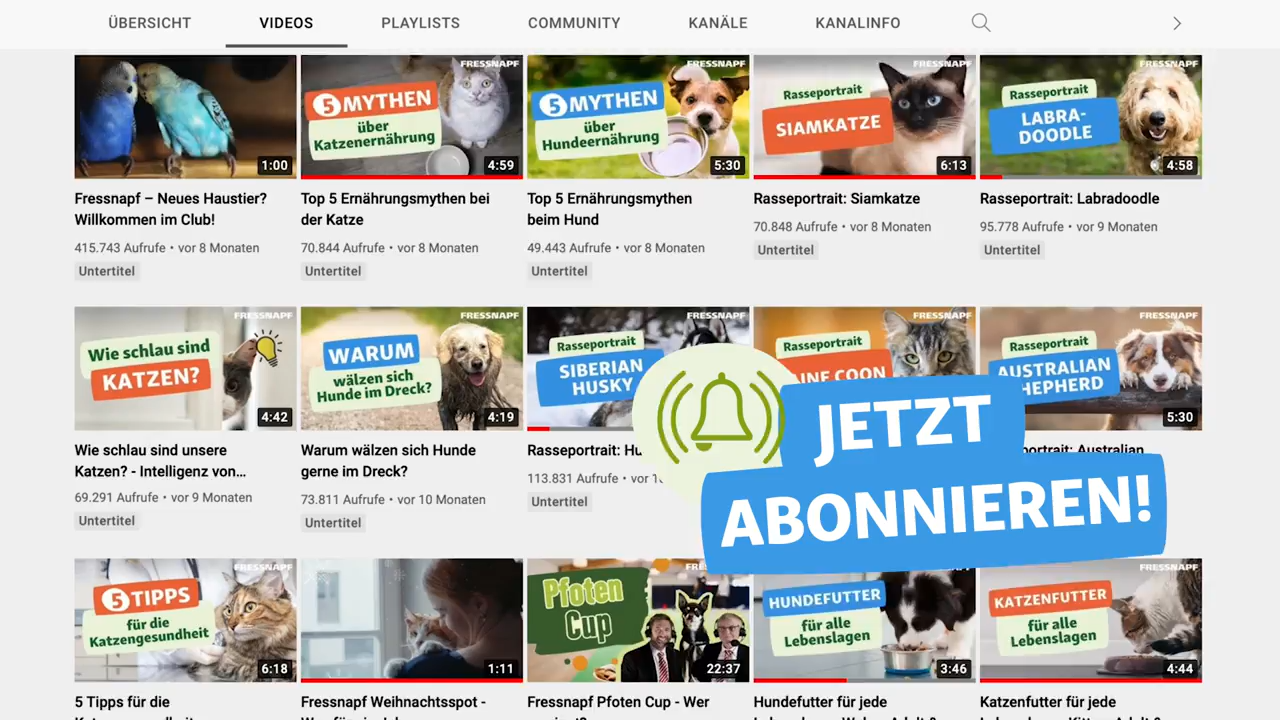 ÜBERSICHT
VIDEOS
PLAYLISTS
COMMUNITY
KANÄLE
KANALINFO
1:00
FRESSNAPF
5 MYTHEN
über
Katzenernährung
4:59
FRESSNAPF
5 MYTHEN
über
Hundeernährung
5:30
FRESSNAPF
Rasseportrait
SIAMKATZE
6:13
FRESSNAPF
Rasseportrait
LABRA-
DOODLE
4:58
Fressnapf – Neues Haustier?
Willkommen im Club!
415.743 Aufrufe • vor 8 Monaten
Untertitel
Top 5 Ernährungsmythen bei
der Katze
70.844 Aufrufe • vor 8 Monaten
Untertitel
Top 5 Ernährungsmythen
beim Hund
49.443 Aufrufe • vor 8 Monaten
Untertitel
Rasseportrait: Siamkatze
70.848 Aufrufe • vor 8 Monaten
Untertitel
Rasseportrait: Labradoodle
95.778 Aufrufe • vor 9 Monaten
Untertitel
FRESSNAPF
Wie schlau sind
KATZEN?
4:42
FRESSNAPF
WARUM
wälzen sich
Hunde im Dreck?
4:19
FRESSNAPF
Rasseportrait
SIBERIAN
HUSKY
FRESSNAPF
Rasseportrait
COON
FRESSNAPF
Rasseportrait
AUSTRALIAN
5:30
Wie schlau sind unsere
Katzen? - Intelligenz von...
69.291 Aufrufe • vor 9 Monaten
Untertitel
Warum wälzen sich Hunde
gerne im Dreck?
73.811 Aufrufe • vor 10 Monaten
Untertitel
Rasseportrait:
113.831 Aufrufe • vor
Untertitel
Australian
JETZT
ABONNIEREN!
FRESSNAPF
5 TIPPS
für die
Katzengesundheit
6:18
1:11
Pfoten
Cup
22:37
HUNDEFUTTER
für alle
Lebenslagen
3:46
FRESSNAPF
KATZENFUTTER
für alle
Lebenslagen
4:44
5 Tipps für die
Fressnapf Weihnachtsspot -
Fressnapf Pfoten Cup - Wer
Hundefutter für jede
Katzenfutter für jede